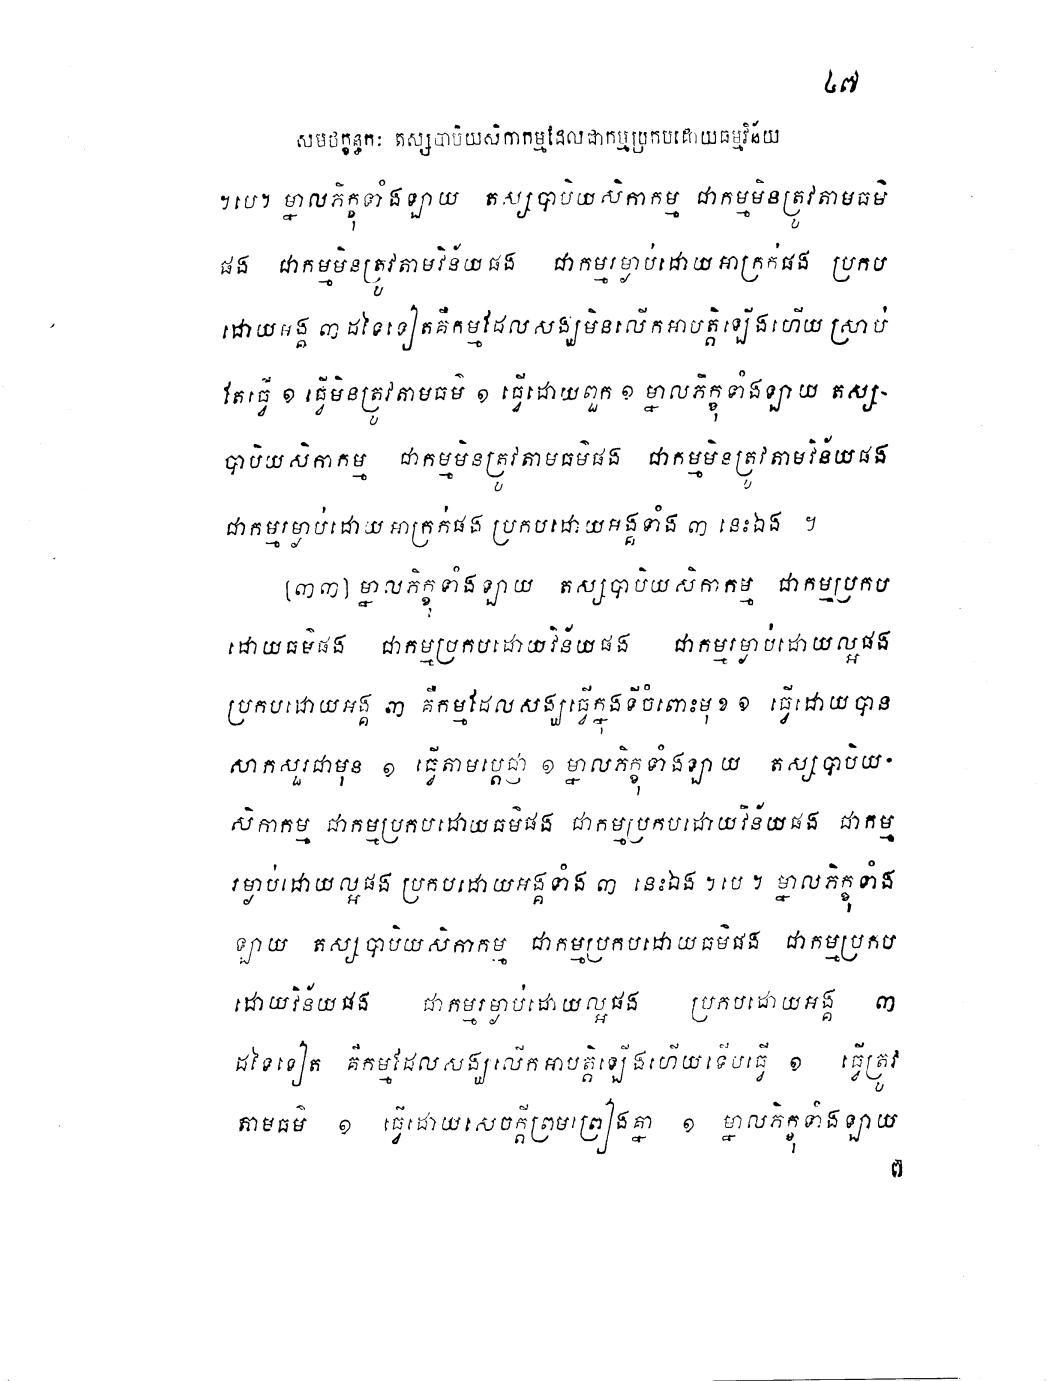 ៤៧
សមថក្ខន្ធកៈ តស្សបាបិយសិកាកម្មដែលជាកម្មប្រកបដោយធម្មវិន័យ
។បេ។ ម្នាលភិក្ខុទាំងឡាយ តស្សបាបិយសិកាកម្ម ជាកម្មមិនត្រូវតាមធម៌
ផង ជាកម្មមិនត្រូវតាមវិន័យផង ជាកម្មរម្ងាប់ដោយអាក្រក់ផង ប្រកប
ដោយអង្គ ៣ ដទៃទៀតគឺកម្មដែលសង្ឃមិនលើកអាបត្តិឡើងហើយ ស្រាប់
តែធ្វើ ១ ធ្វើមិនត្រូវតាមធម៌ ១ ធ្វើដោយពួក ១ ម្នាលភិក្ខុទាំងឡាយ តស្ស-
បាបិយសិកាកម្ម ជាកម្មមិនត្រូវតាមធម៌ផង ជាកម្មមិនត្រូវតាមវិន័យផង
ជាកម្មរម្ងាប់ដោយអាក្រក់ផង ប្រកបដោយអង្គទាំង ៣ នេះឯង ។
[៣៣] ម្នាលភិក្ខុទាំងឡាយ តស្សបាបិយសិកាកម្ម ជាកម្មប្រកប
ដោយធម៌ផង ជាកម្មប្រកបដោយវិន័យផង ជាកម្មរម្ងាប់ដោយល្អផង
ប្រកបដោយអង្គ ៣ គឺកម្មដែលសង្ឃធ្វើក្នុងទីចំពោះមុខ ១ ធ្វើដោយបាន
សាកសួរជាមុន ១ ធ្វើតាមប្តេជ្ញា ១ ម្នាលភិក្ខុទាំងឡាយ តស្សបាបិយ-
សិកាកម្ម ជាកម្មប្រកបដោយធម៌ផង ជាកម្មប្រកបដោយវិន័យផង ជាកម្ម
រម្ងាប់ដោយល្អផង ប្រកបដោយអង្គទាំង ៣ នេះឯង ។បេ។ ម្នាលភិក្ខុទាំង
ឡាយ តស្សបាបិយសិកាកម្ម ជាកម្មប្រកបដោយធម៌ផង ជាកម្មប្រកប
ដោយវិន័យផង ជាកម្មរម្ងាប់ដោយល្អផង ប្រកបដោយអង្គ ៣
ដទៃទៀត គឺកម្មដែលសង្ឃលើកអាបត្តិឡើងហើយទើបធ្វើ ១ ធ្វើត្រូវ
តាមធម៌ ១ ធ្វើដោយសេចក្តីព្រមព្រៀងគ្នា ១ ម្នាលភិក្ខុទាំងឡាយ